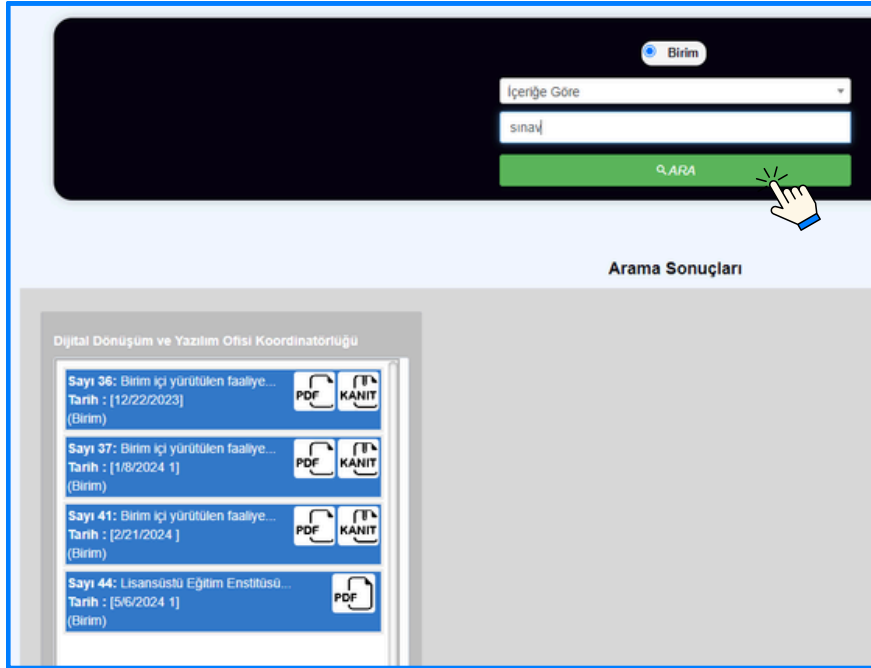 Birim
İçeriğe Göre
sınav
ARA
Arama Sonuçları
Dijital Dönüşüm ve Yazılım Ofisi Koordinatörlüğü
Sayı 36: Birim içi yürütülen faaliye...
PDF KANIT
Tarih : [12/22/2023]
(Birim)
Sayı 37: Birim içi yürütülen faaliye...
PDF KANIT
Tarih : [1/8/2024 1]
(Birim)
Sayı 41: Birim içi yürütülen faaliye...
PDF KANIT
Tarih : [2/21/2024 ]
(Birim)
Sayı 44: Lisansüstü Eğitim Enstitüsü...
PDF
Tarih : [5/6/2024 1]
(Birim)